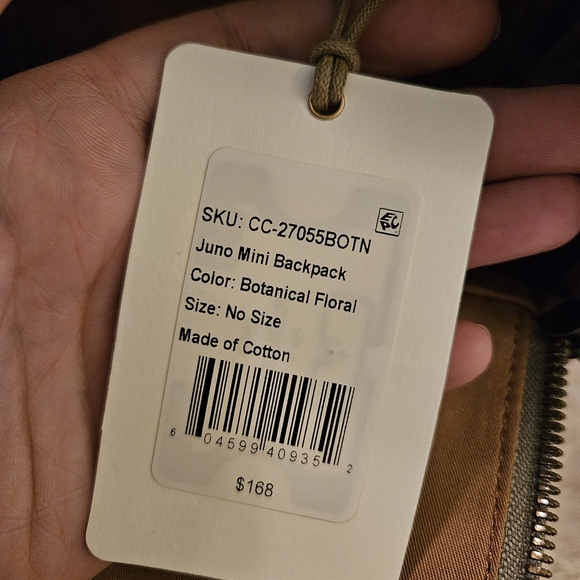 SKU: CC-27055BOTN
Juno Mini Backpack
Color: Botanical Floral
Size: No Size
Made of Cotton
6 04599 40935 2
$168